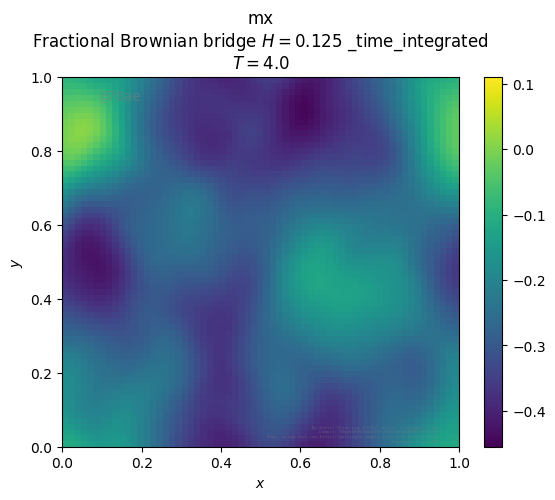 mx
Fractional Brownian bridge H = 0.125 _time_integrated
T = 4.0
1.0
0.8
0.6
0.4
0.2
0.0
y
0.0 0.2 0.4 0.6 0.8 1.0
x
0.1
0.0
−0.1
−0.2
−0.3
−0.4